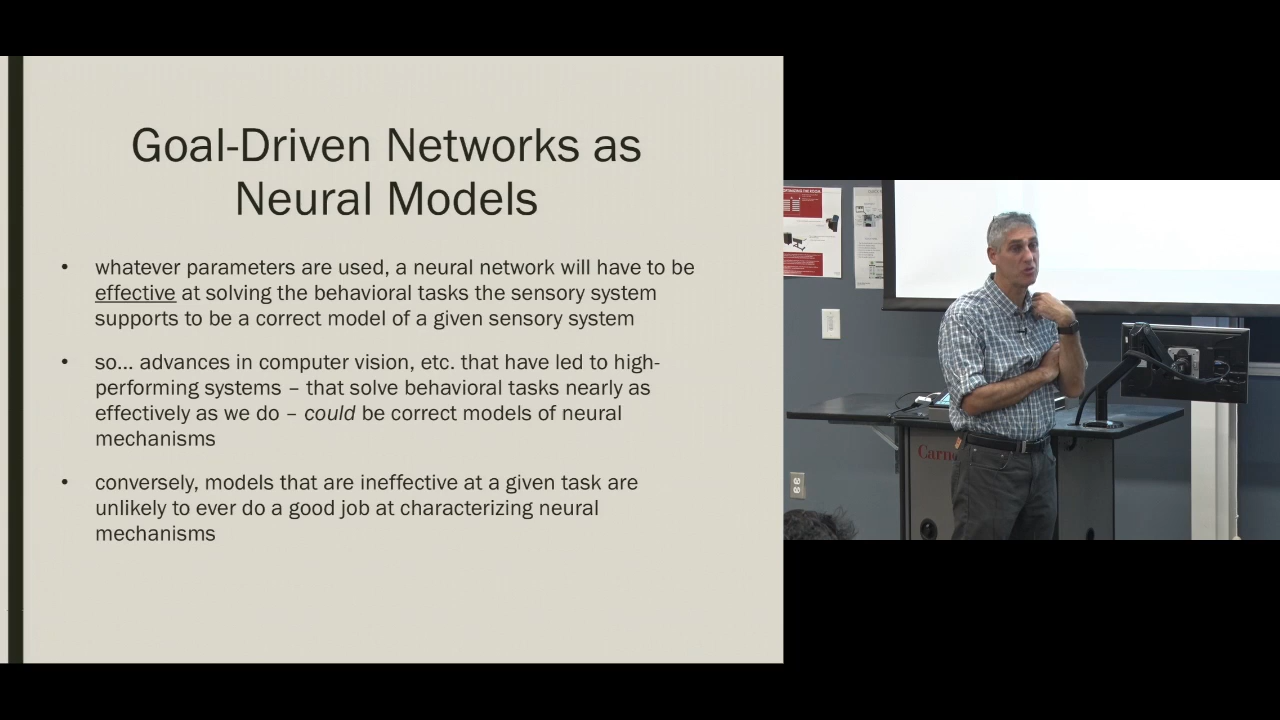 Goal-Driven Networks as
Neural Models
• whatever parameters are used, a neural network will have to be
effective at solving the behavioral tasks the sensory system
supports to be a correct model of a given sensory system
• so... advances in computer vision, etc. that have led to high-
performing systems – that solve behavioral tasks nearly as
effectively as we do – could be correct models of neural
mechanisms
• conversely, models that are ineffective at a given task are
unlikely to ever do a good job at characterizing neural
mechanisms
Carne